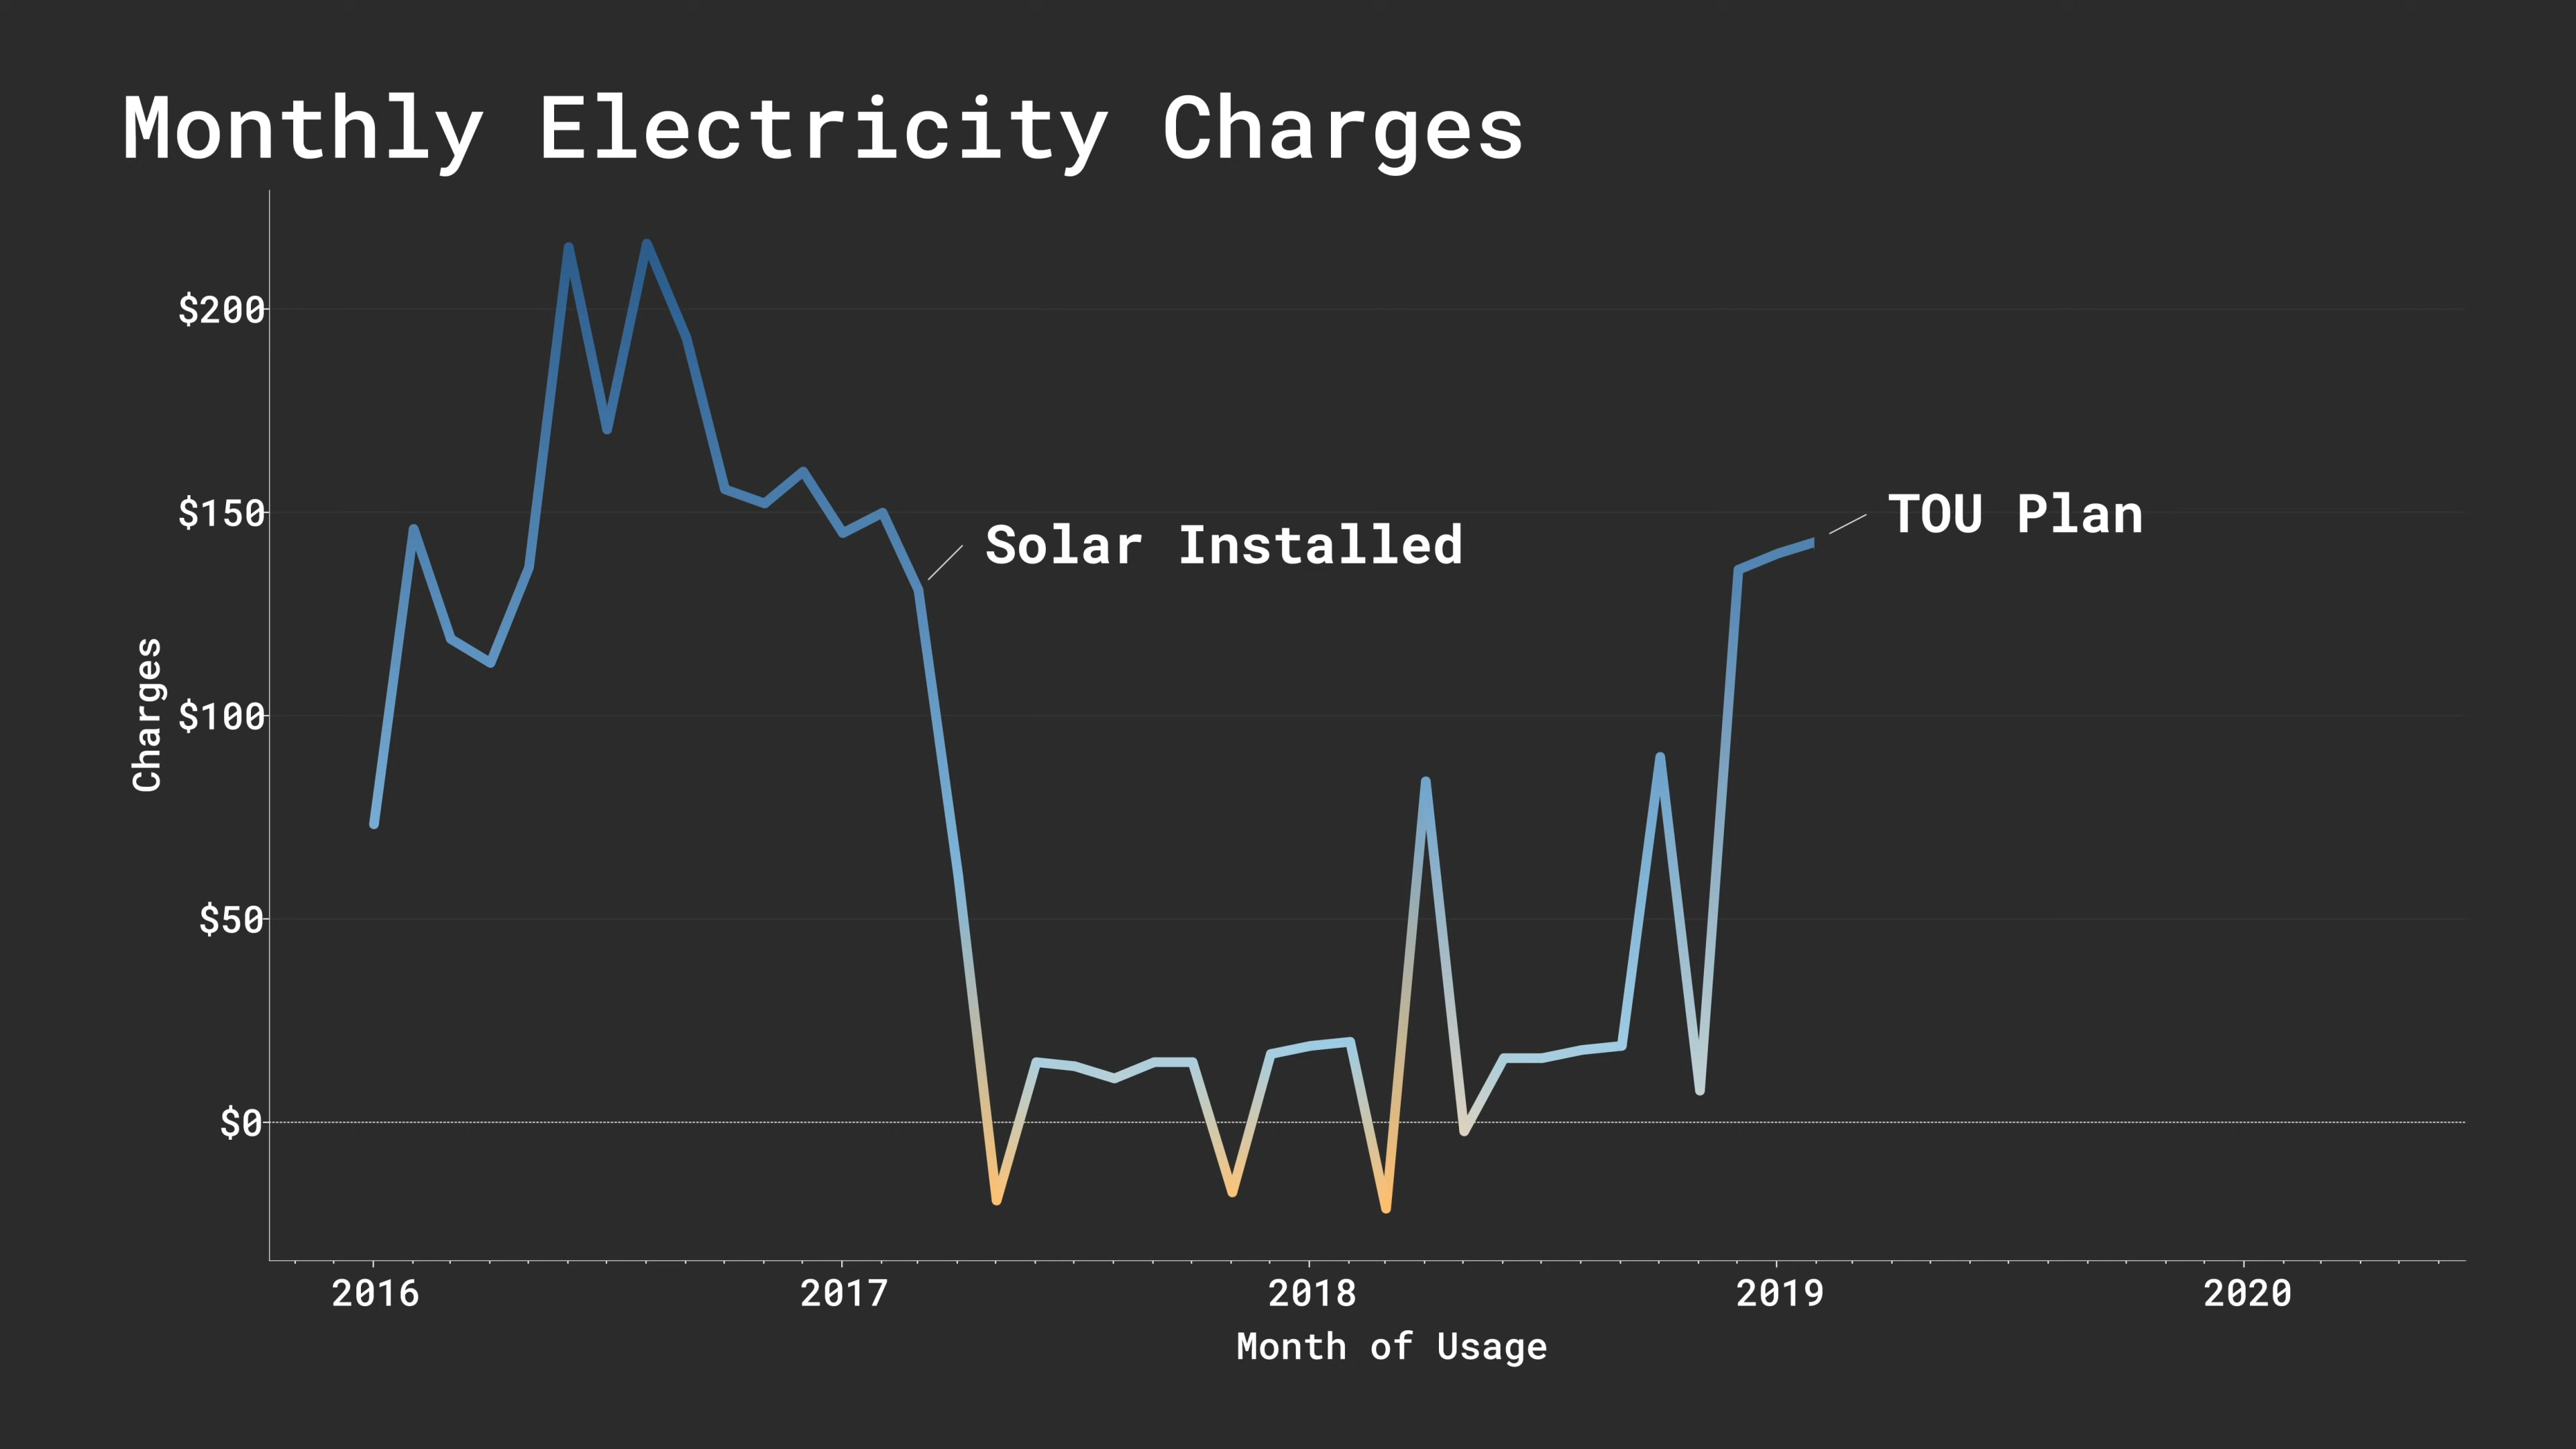 Monthly Electricity Charges
$200
$150
$100
$50
$0
Charges
Solar Installed
TOU Plan
2016 2017 2018 2019 2020
Month of Usage